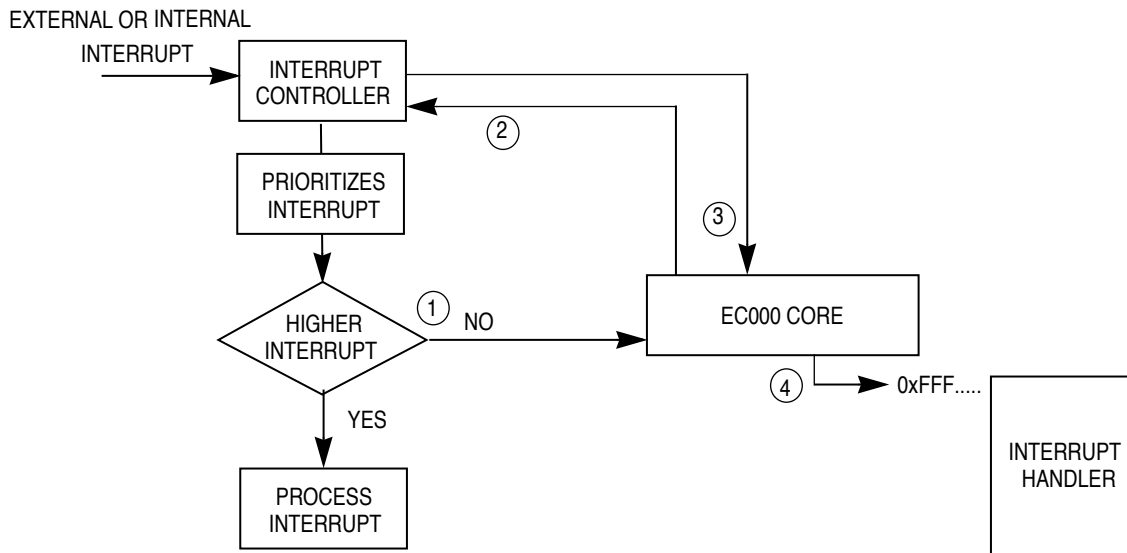 EXTERNAL OR INTERNAL
INTERRUPT
INTERRUPT
CONTROLLER
2
PRIORITIZES
INTERRUPT
3
1
HIGHER
INTERRUPT
NO
EC000 CORE
4
0xFFF.....
YES
INTERRUPT
HANDLER
PROCESS
INTERRUPT